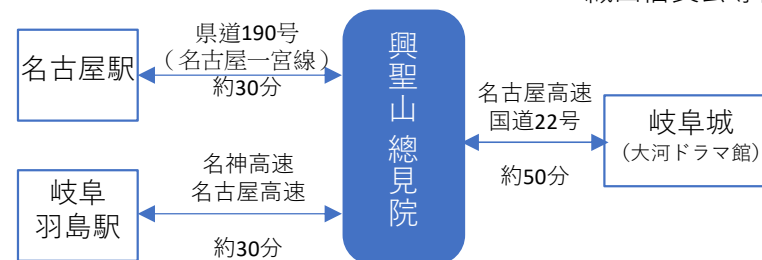 名古屋駅
県道190号
（名古屋一宮線）
約30分
岐阜
羽島駅
名神高速
名古屋高速
約30分
興聖山 總見院
名古屋高速
国道22号
約50分
岐阜城
（大河ドラマ館）